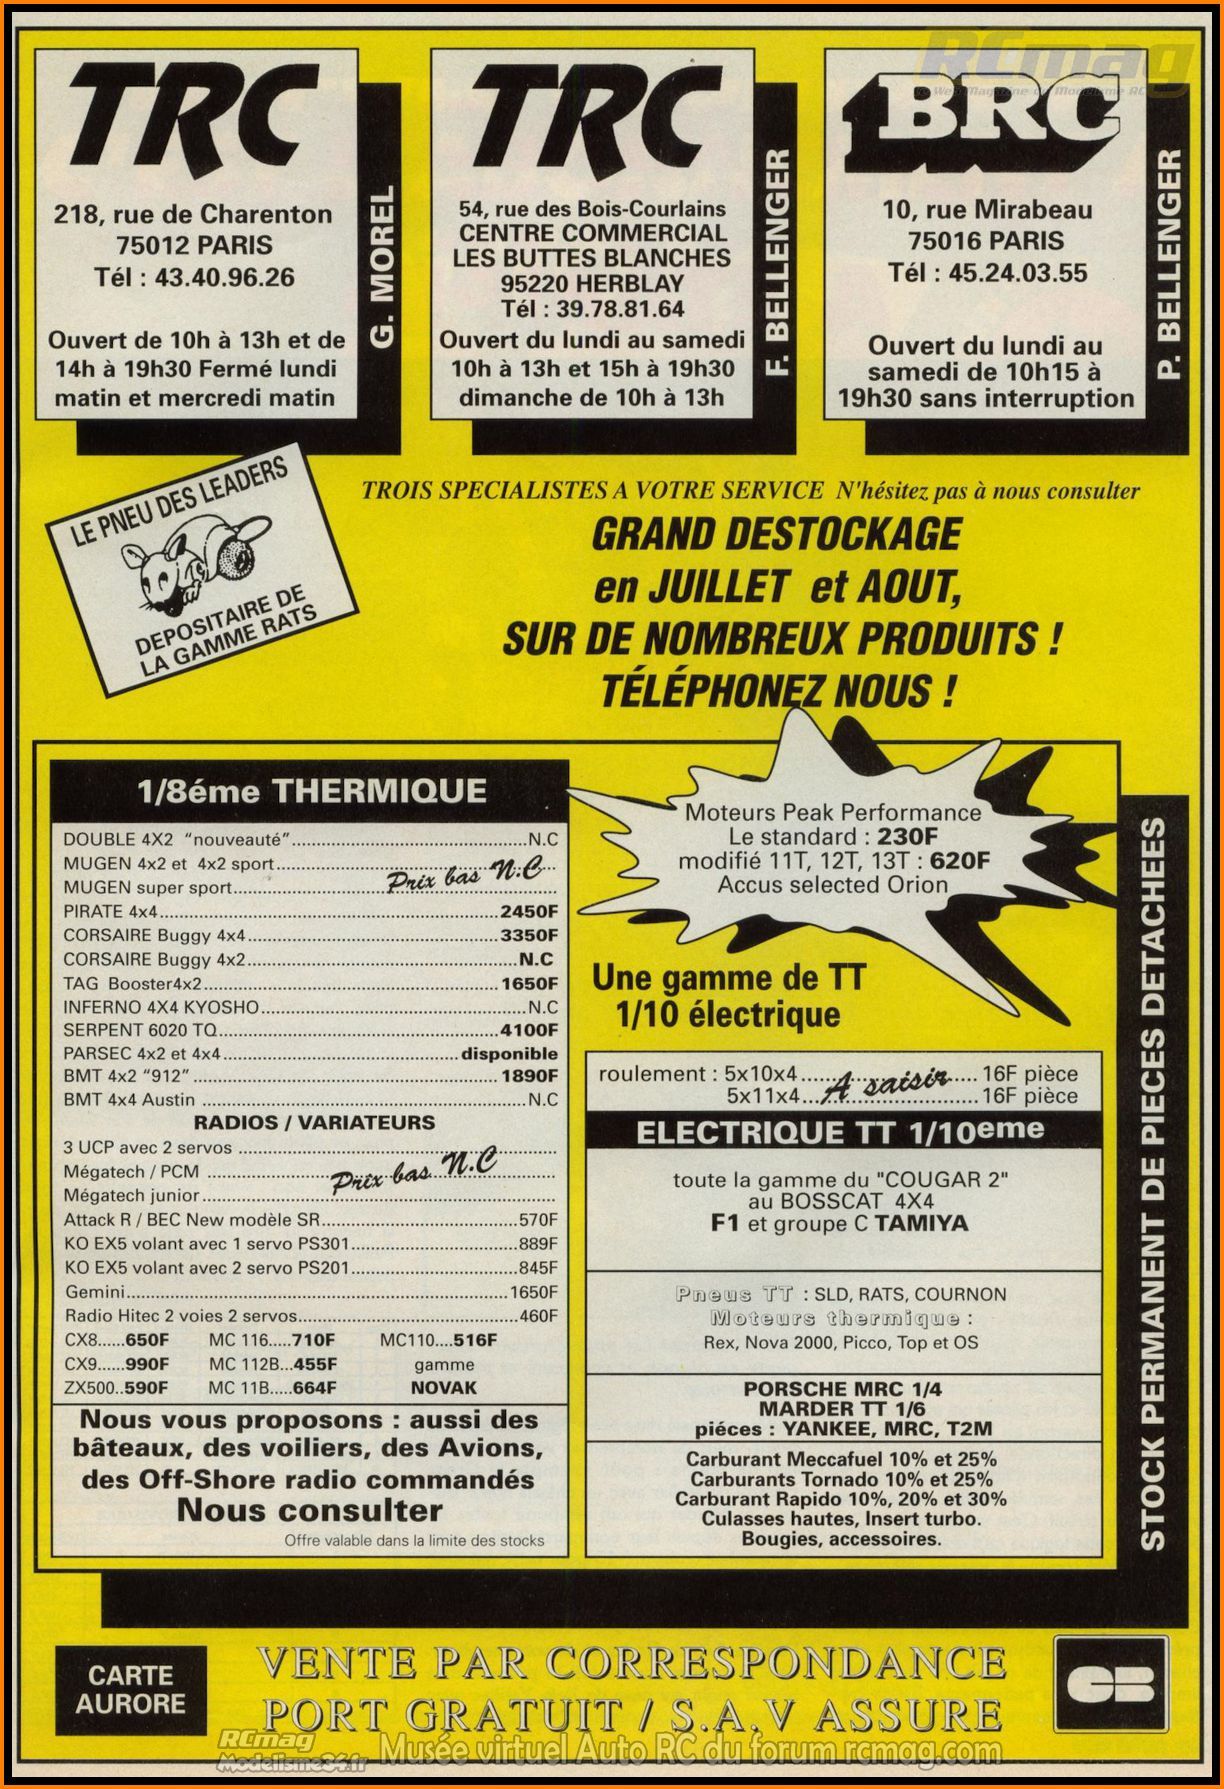 RCmag
Le Web Magazine du Modélisme RC
TRC
218, rue de Charenton
75012 PARIS
Tél : 43.40.96.26
Ouvert de 10h à 13h et de
14h à 19h30 Fermé lundi
matin et mercredi matin
G. MOREL
TRC
54, rue des Bois-Courlains
CENTRE COMMERCIAL
LES BUTTES BLANCHES
95220 HERBLAY
Tél : 39.78.81.64
Ouvert du lundi au samedi
10h à 13h et 15h à 19h30
dimanche de 10h à 13h
F. BELLENGER
BRC
10, rue Mirabeau
75016 PARIS
Tél : 45.24.03.55
Ouvert du lundi au
samedi de 10h15 à
19h30 sans interruption
P. BELLENGER
LE PNEU DES LEADERS
DEPOSITAIRE DE
LA GAMME RATS
TROIS SPECIALISTES A VOTRE SERVICE N'hésitez pas à nous consulter
GRAND DESTOCKAGE
en JUILLET et AOUT,
SUR DE NOMBREUX PRODUITS !
TÉLÉPHONEZ NOUS !
1/8éme THERMIQUE
DOUBLE 4X2 “nouveauté”.....N.C
MUGEN 4x2 et 4x2 sport.....
MUGEN super sport..... Prix bas N.C
PIRATE 4x4.....2450F
CORSAIRE Buggy 4x4.....3350F
CORSAIRE Buggy 4x2.....N.C
TAG Booster4x2.....1650F
INFERNO 4X4 KYOSHO.....N.C
SERPENT 6020 TQ.....4100F
PARSEC 4x2 et 4x4.....disponible
BMT 4x2 “912”.....1890F
BMT 4x4 Austin .....N.C
RADIOS / VARIATEURS
3 UCP avec 2 servos .....
Mégatech / PCM ..... Prix bas N.C
Mégatech junior.....
Attack R / BEC New modèle SR.....570F
KO EX5 volant avec 1 servo PS301.....889F
KO EX5 volant avec 2 servo PS201.....845F
Gemini.....1650F
Radio Hitec 2 voies 2 servos.....460F
CX8.....650F MC 116.....710F MC110....516F
CX9......990F MC 112B...455F gamme
ZX500..590F MC 11B.....664F NOVAK
Nous vous proposons : aussi des
bâteaux, des voiliers, des Avions,
des Off-Shore radio commandés
Nous consulter
Offre valable dans la limite des stocks
Moteurs Peak Performance
Le standard : 230F
modifié 11T, 12T, 13T : 620F
Accus selected Orion
Une gamme de TT
1/10 électrique
roulement : 5x10x4..... 16F pièce
5x11x4..... A saisir 16F pièce
ELECTRIQUE TT 1/10eme
toute la gamme du "COUGAR 2"
au BOSSCAT 4X4
F1 et groupe C TAMIYA
Pneus TT : SLD, RATS, COURNON
Moteurs thermique :
Rex, Nova 2000, Picco, Top et OS
PORSCHE MRC 1/4
MARDER TT 1/6
piéces : YANKEE, MRC, T2M
Carburant Meccafuel 10% et 25%
Carburants Tornado 10% et 25%
Carburant Rapido 10%, 20% et 30%
Culasses hautes, Insert turbo.
Bougies, accessoires.
STOCK PERMANENT DE PIECES DETACHEES
CARTE
AURORE
VENTE PAR CORRESPONDANCE
PORT GRATUIT / S.A.V ASSURE
CB
RCmag
Modelisme34.fr
Musée virtuel Auto RC du forum rcmag.com